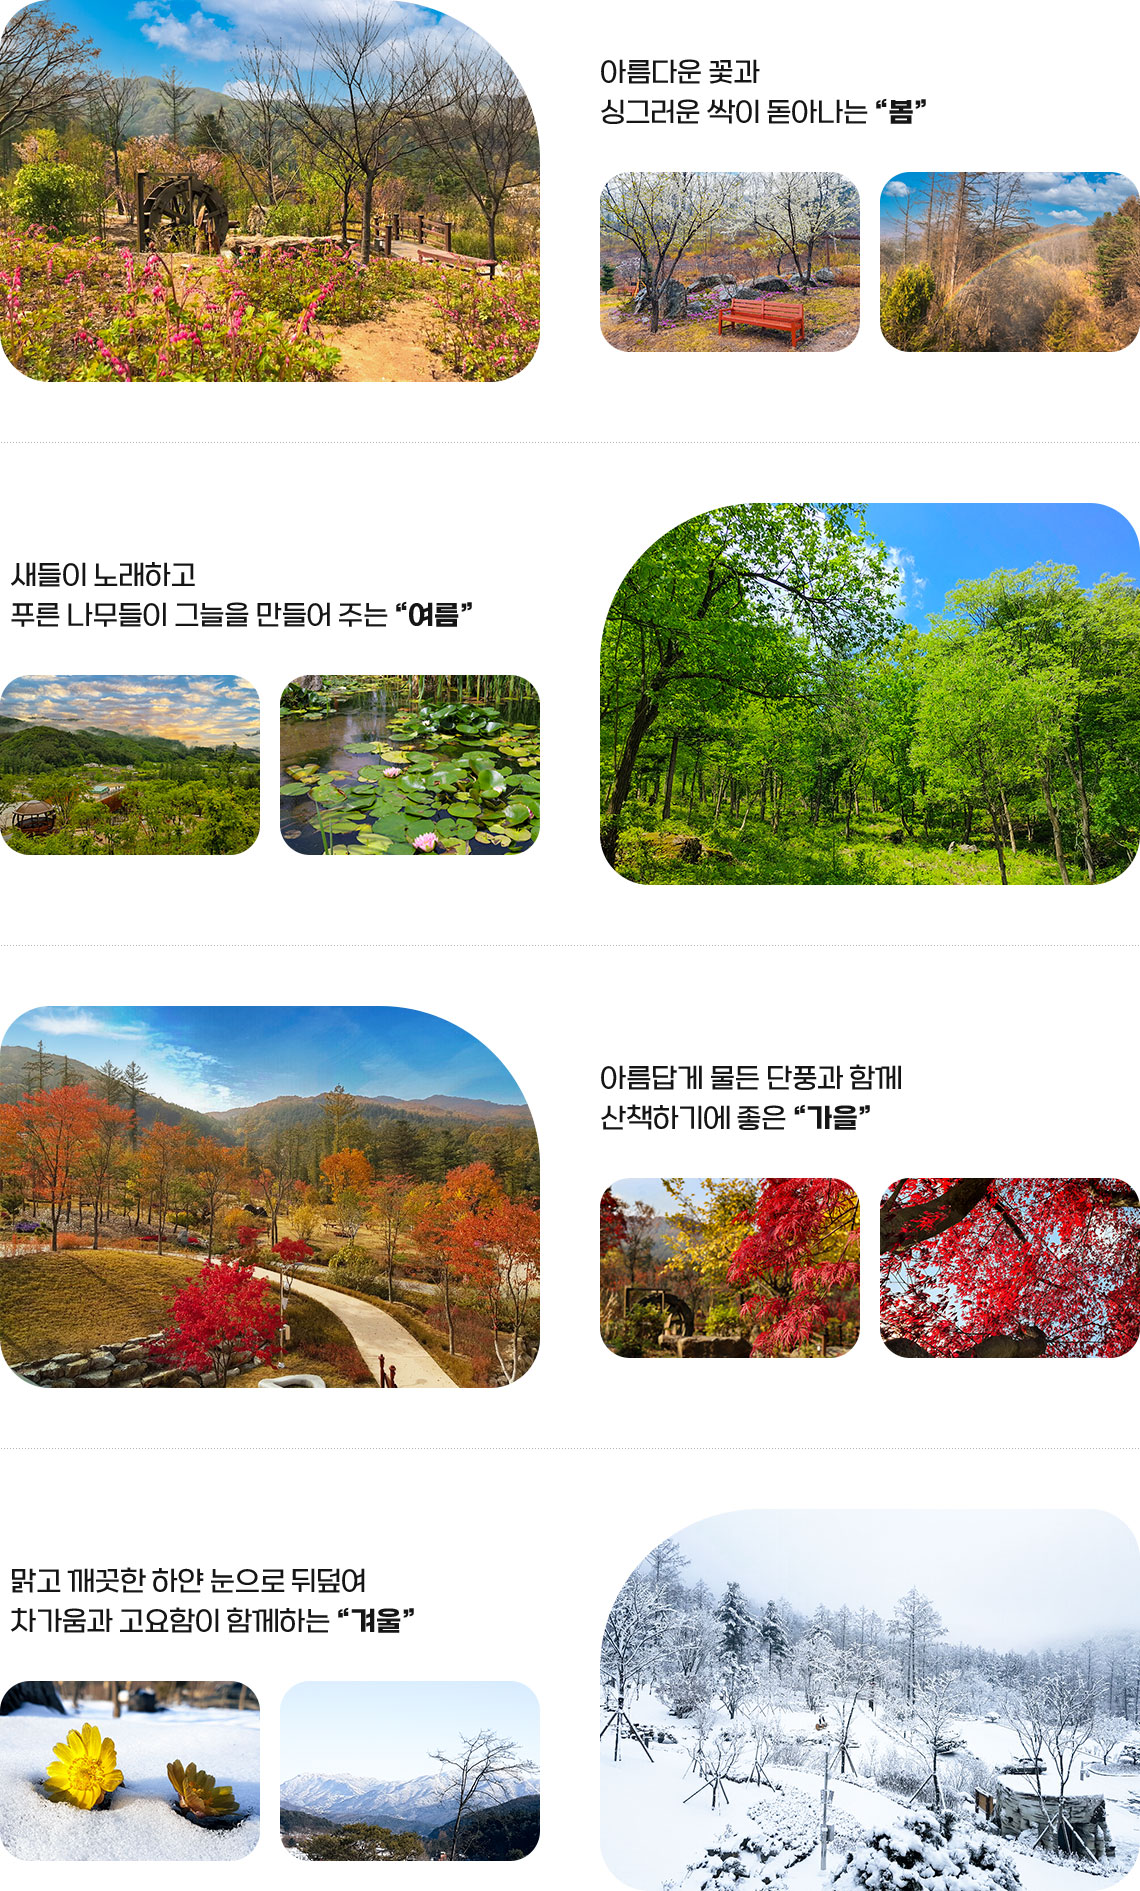 아름다운 꽃과
싱그러운 싹이 돋아나는 “봄”
새들이 노래하고
푸른 나무들이 그늘을 만들어 주는 “여름”
아름답게 물든 단풍과 함께
산책하기에 좋은 “가을”
맑고 깨끗한 하얀 눈으로 뒤덮여
차가움과 고요함이 함께하는 “겨울”